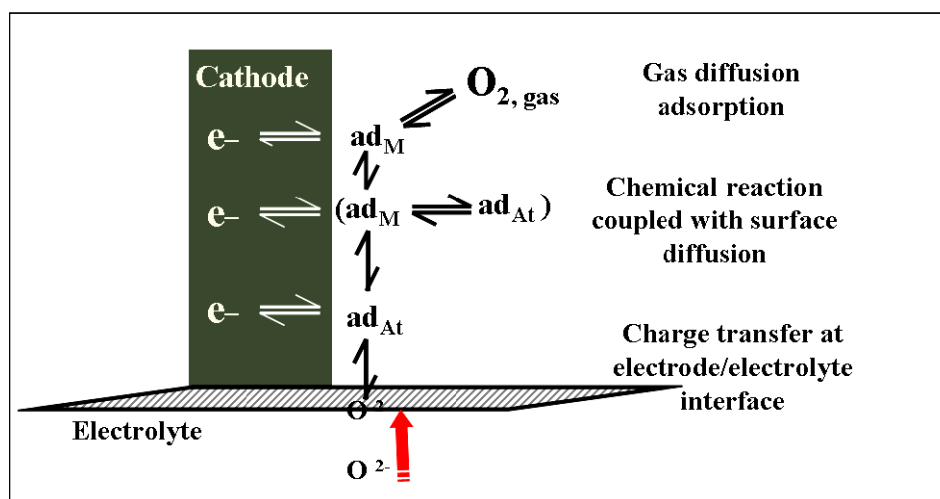 Cathode
O2, gas
Gas diffusion
adsorption
e– adM
e– (adM adAt )
Chemical reaction
coupled with surface
diffusion
e– adAt
Charge transfer at
electrode/electrolyte
interface
O 2-
Electrolyte
O 2-